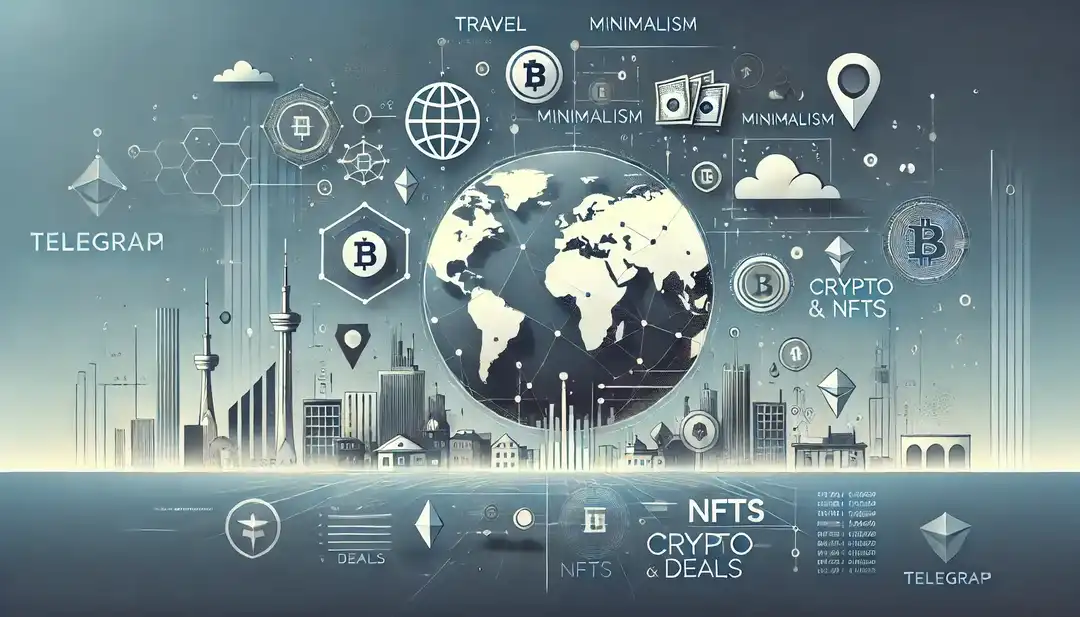 TRAVEL
MINIMALISM
MINIMALISM
MINIMALISM
TELEGRAP
CRYPTO
& NFTS
DEALS
NFTS
NFTS
CRYPTO
& DEALS
TELEGRAP